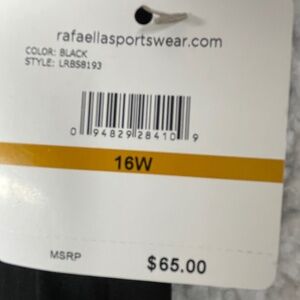 rafaellasportswear.com
COLOR: BLACK
STYLE: LRBS8193
0 94829 28410 9
16W
MSRP $65.00